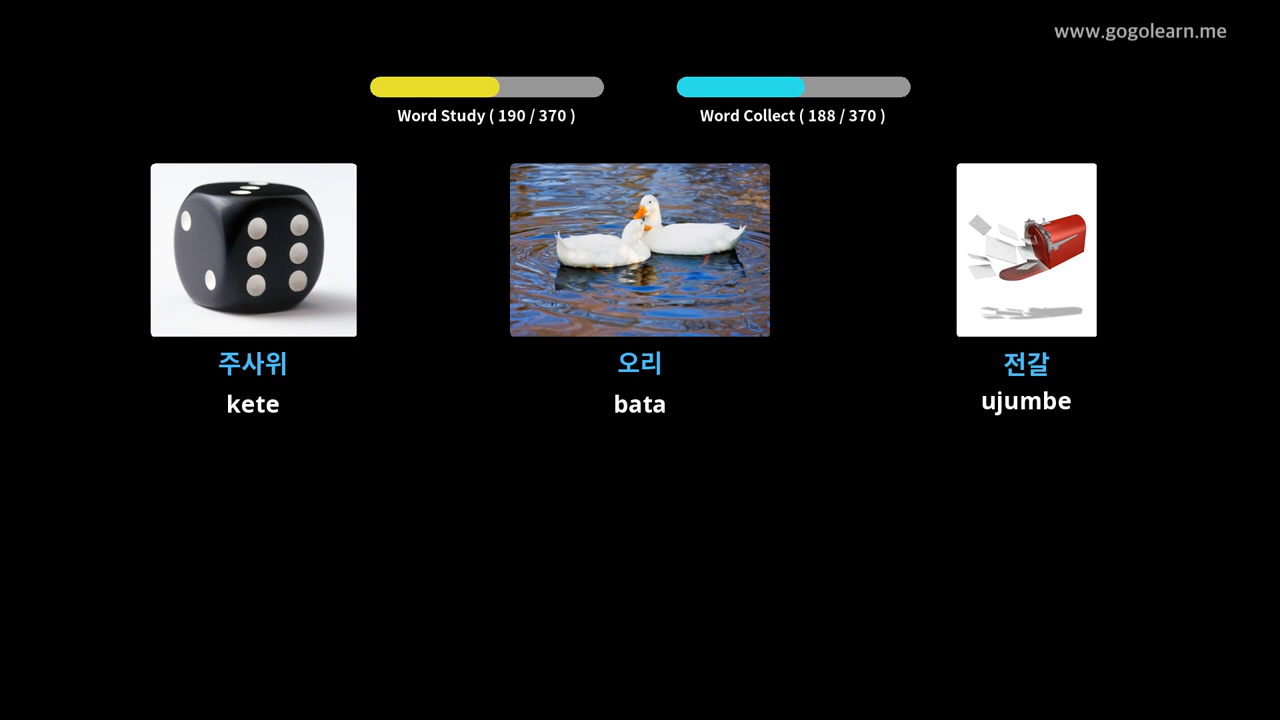 www.gogolearn.me
Word Study ( 190 / 370 )
Word Collect ( 188 / 370 )
주사위
kete
오리
bata
전갈
ujumbe